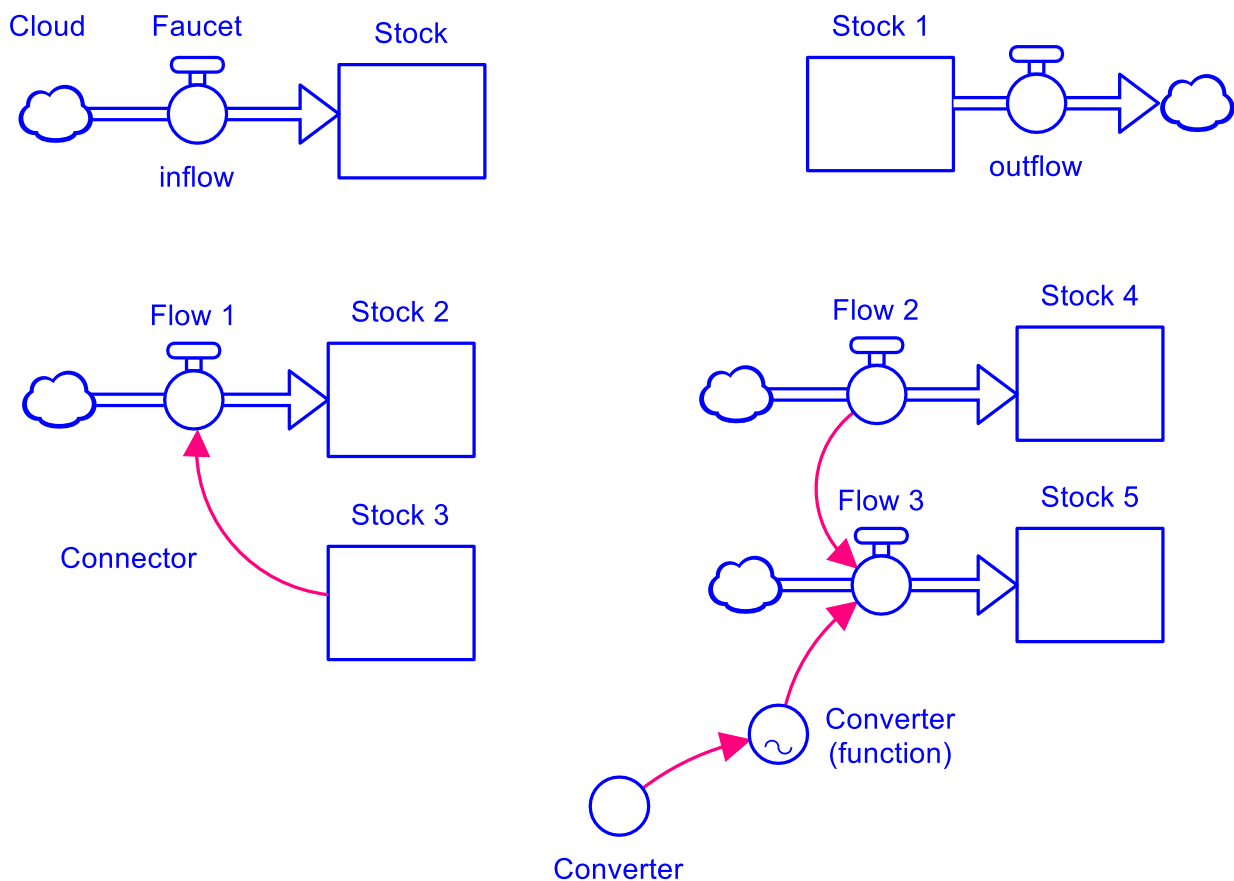 Cloud
Faucet
Stock
inflow
Stock 1
outflow
Flow 1
Stock 2
Stock 3
Connector
Flow 2
Stock 4
Flow 3
Stock 5
Converter
(function)
Converter